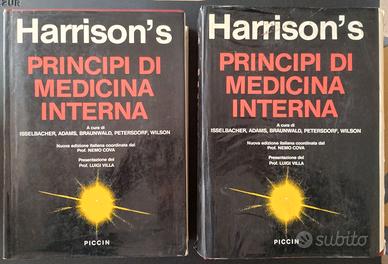 EUR
Harrison's
PRINCIPI DI
MEDICINA
INTERNA
A cura di
ISSELBACHER, ADAMS, BRAUNWALD, PETERSDORF, WILSON
Nuova edizione italiana coordinata dal
Prof. NEMO COVA
Presentazione del
Prof. LUIGI VILLA
PICCIN
Harrison's
PRINCIPI DI
MEDICINA
INTERNA
A cura di
ISSELBACHER, ADAMS, BRAUNWALD, PETERSDORF, WILSON
Nuova edizione italiana coordinata dal
Prof. NEMO COVA
Presentazione del
Prof. LUIGI VILLA
PICCIN
subito